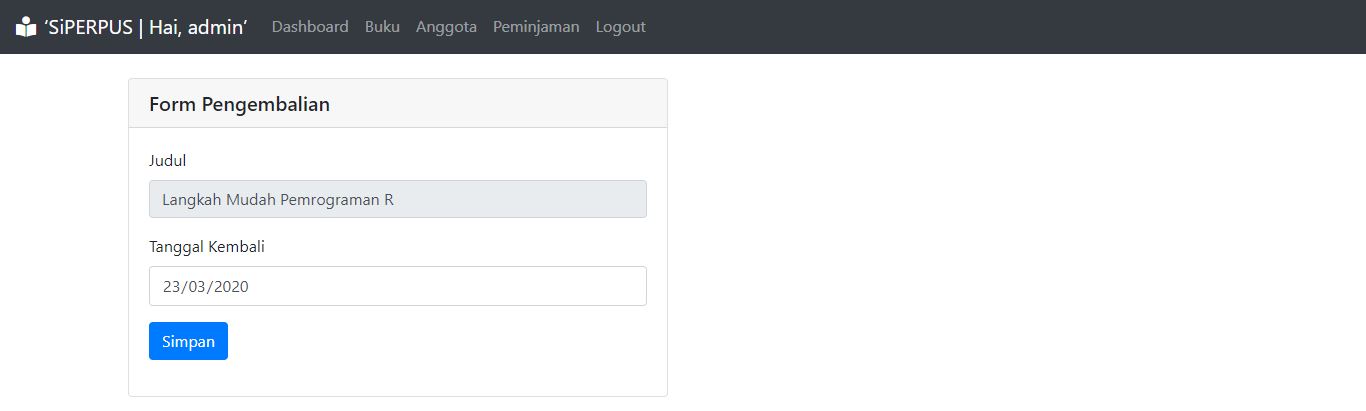 ‘SiPERPUS | Hai, admin’ Dashboard Buku Anggota Peminjaman Logout
Form Pengembalian
Judul
Langkah Mudah Pemrograman R
Tanggal Kembali
23/03/2020
Simpan